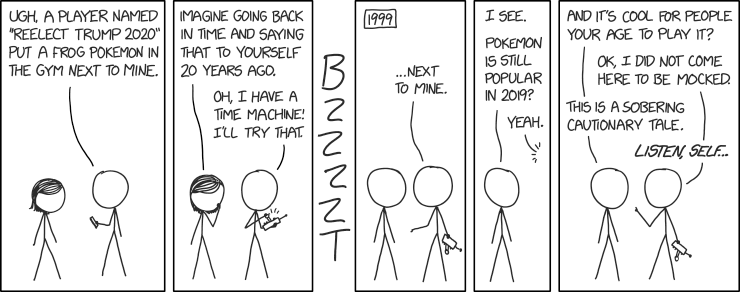 UGH, A PLAYER NAMED
"REELECT TRUMP 2020"
PUT A FROG POKEMON IN
THE GYM NEXT TO MINE.
IMAGINE GOING BACK
IN TIME AND SAYING
THAT TO YOURSELF
20 YEARS AGO.
OH, I HAVE A
TIME MACHINE!
I'LL TRY THAT.
BZZZZT
1999
...NEXT
TO MINE.
I SEE.
POKEMON
IS STILL
POPULAR
IN 2019?
YEAH.
AND IT'S COOL FOR PEOPLE
YOUR AGE TO PLAY IT?
OK, I DID NOT COME
HERE TO BE MOCKED.
THIS IS A SOBERING
CAUTIONARY TALE.
LISTEN, SELF...